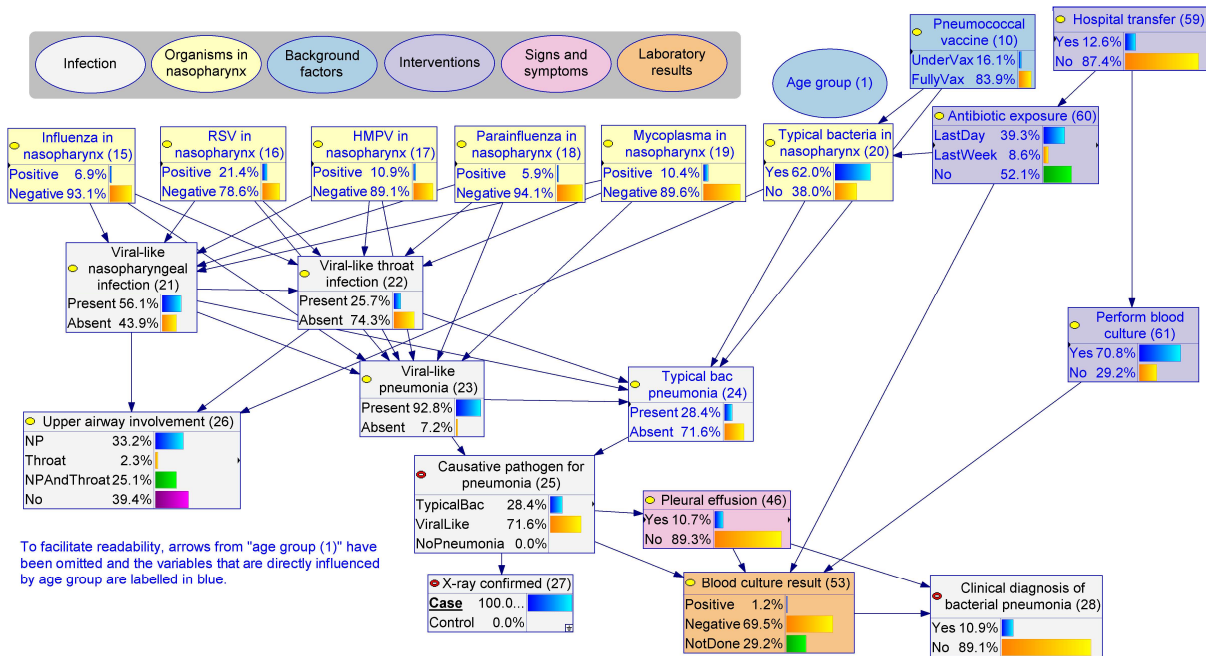 Infection
Organisms in
nasopharynx
Background
factors
Interventions
Signs and
symptoms
Laboratory
results
Age group (1)
Pneumococcal
vaccine (10)
UnderVax 16.1%
FullyVax 83.9%
Hospital transfer (59)
Yes 12.6%
No 87.4%
Antibiotic exposure (60)
LastDay 39.3%
LastWeek 8.6%
No 52.1%
Influenza in
nasopharynx (15)
Positive 6.9%
Negative 93.1%
RSV in
nasopharynx (16)
Positive 21.4%
Negative 78.6%
HMPV in
nasopharynx (17)
Positive 10.9%
Negative 89.1%
Parainfluenza in
nasopharynx (18)
Positive 5.9%
Negative 94.1%
Mycoplasma in
nasopharynx (19)
Positive 10.4%
Negative 89.6%
Typical bacteria in
nasopharynx (20)
Yes 62.0%
No 38.0%
Viral-like
nasopharyngeal
infection (21)
Present 56.1%
Absent 43.9%
Viral-like throat
infection (22)
Present 25.7%
Absent 74.3%
Perform blood
culture (61)
Yes 70.8%
No 29.2%
Viral-like
pneumonia (23)
Present 92.8%
Absent 7.2%
Typical bac
pneumonia (24)
Present 28.4%
Absent 71.6%
Upper airway involvement (26)
NP 33.2%
Throat 2.3%
NPAndThroat 25.1%
No 39.4%
Causative pathogen for
pneumonia (25)
TypicalBac 28.4%
ViralLike 71.6%
NoPneumonia 0.0%
Pleural effusion (46)
Yes 10.7%
No 89.3%
To facilitate readability, arrows from "age group (1)" have
been omitted and the variables that are directly influenced
by age group are labelled in blue.
X-ray confirmed (27)
Case 100.0...
Control 0.0%
Blood culture result (53)
Positive 1.2%
Negative 69.5%
NotDone 29.2%
Clinical diagnosis of
bacterial pneumonia (28)
Yes 10.9%
No 89.1%